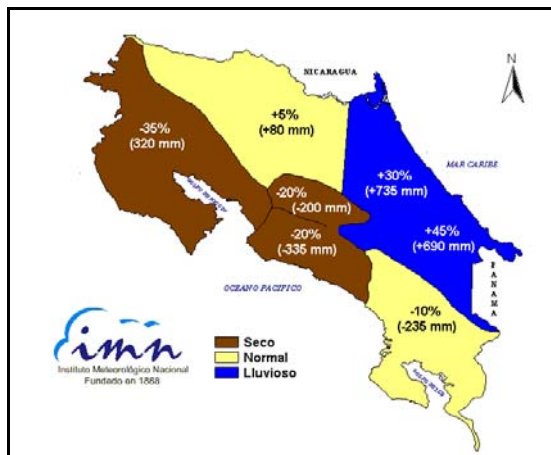 NICARAGUA
N
+5%
(+80 mm)
-35%
(320 mm)
MAR CARIBE
+30%
(+735 mm)
-20%
(-200 mm)
-20%
(-335 mm)
+45%
(+690 mm)
PANAMA
OCEANO PACIFICO
-10%
(-235 mm)
imn
Instituto Meteorológico Nacional
Fundado en 1888
Seco
Normal
Lluvioso